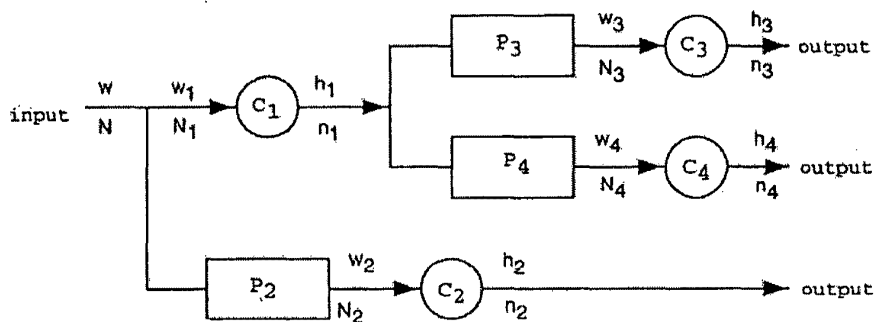 w₃ h₃
P₃ C₃ output
N₃ n₃
w w₁ h₁
input C₁
N N₁ n₁
w₄ h₄
P₄ C₄ output
N₄ n₄
w₂ h₂
P₂ C₂ output
N₂ n₂